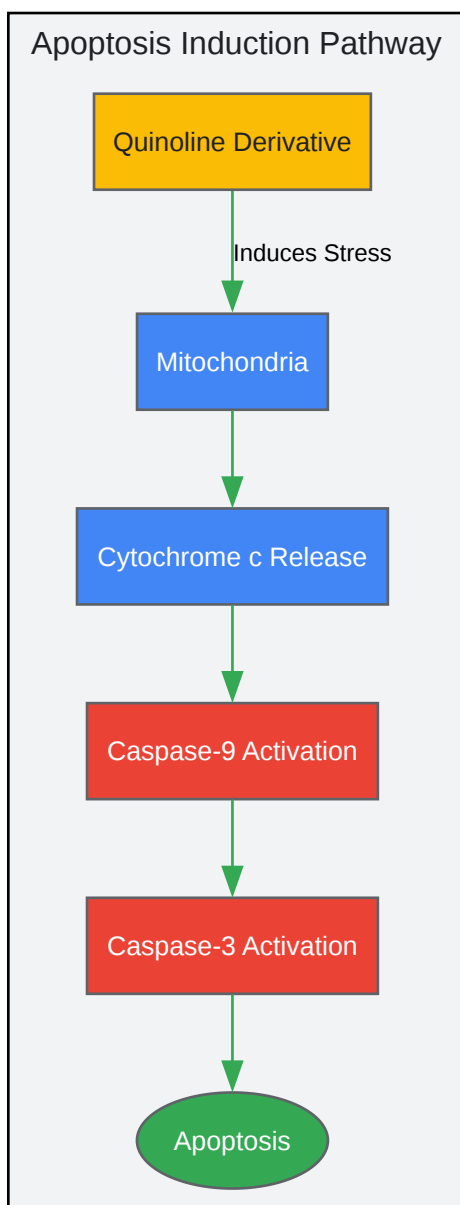 Apoptosis Induction Pathway
Quinoline Derivative
Induces Stress
Mitochondria
Cytochrome c Release
Caspase-9 Activation
Caspase-3 Activation
Apoptosis